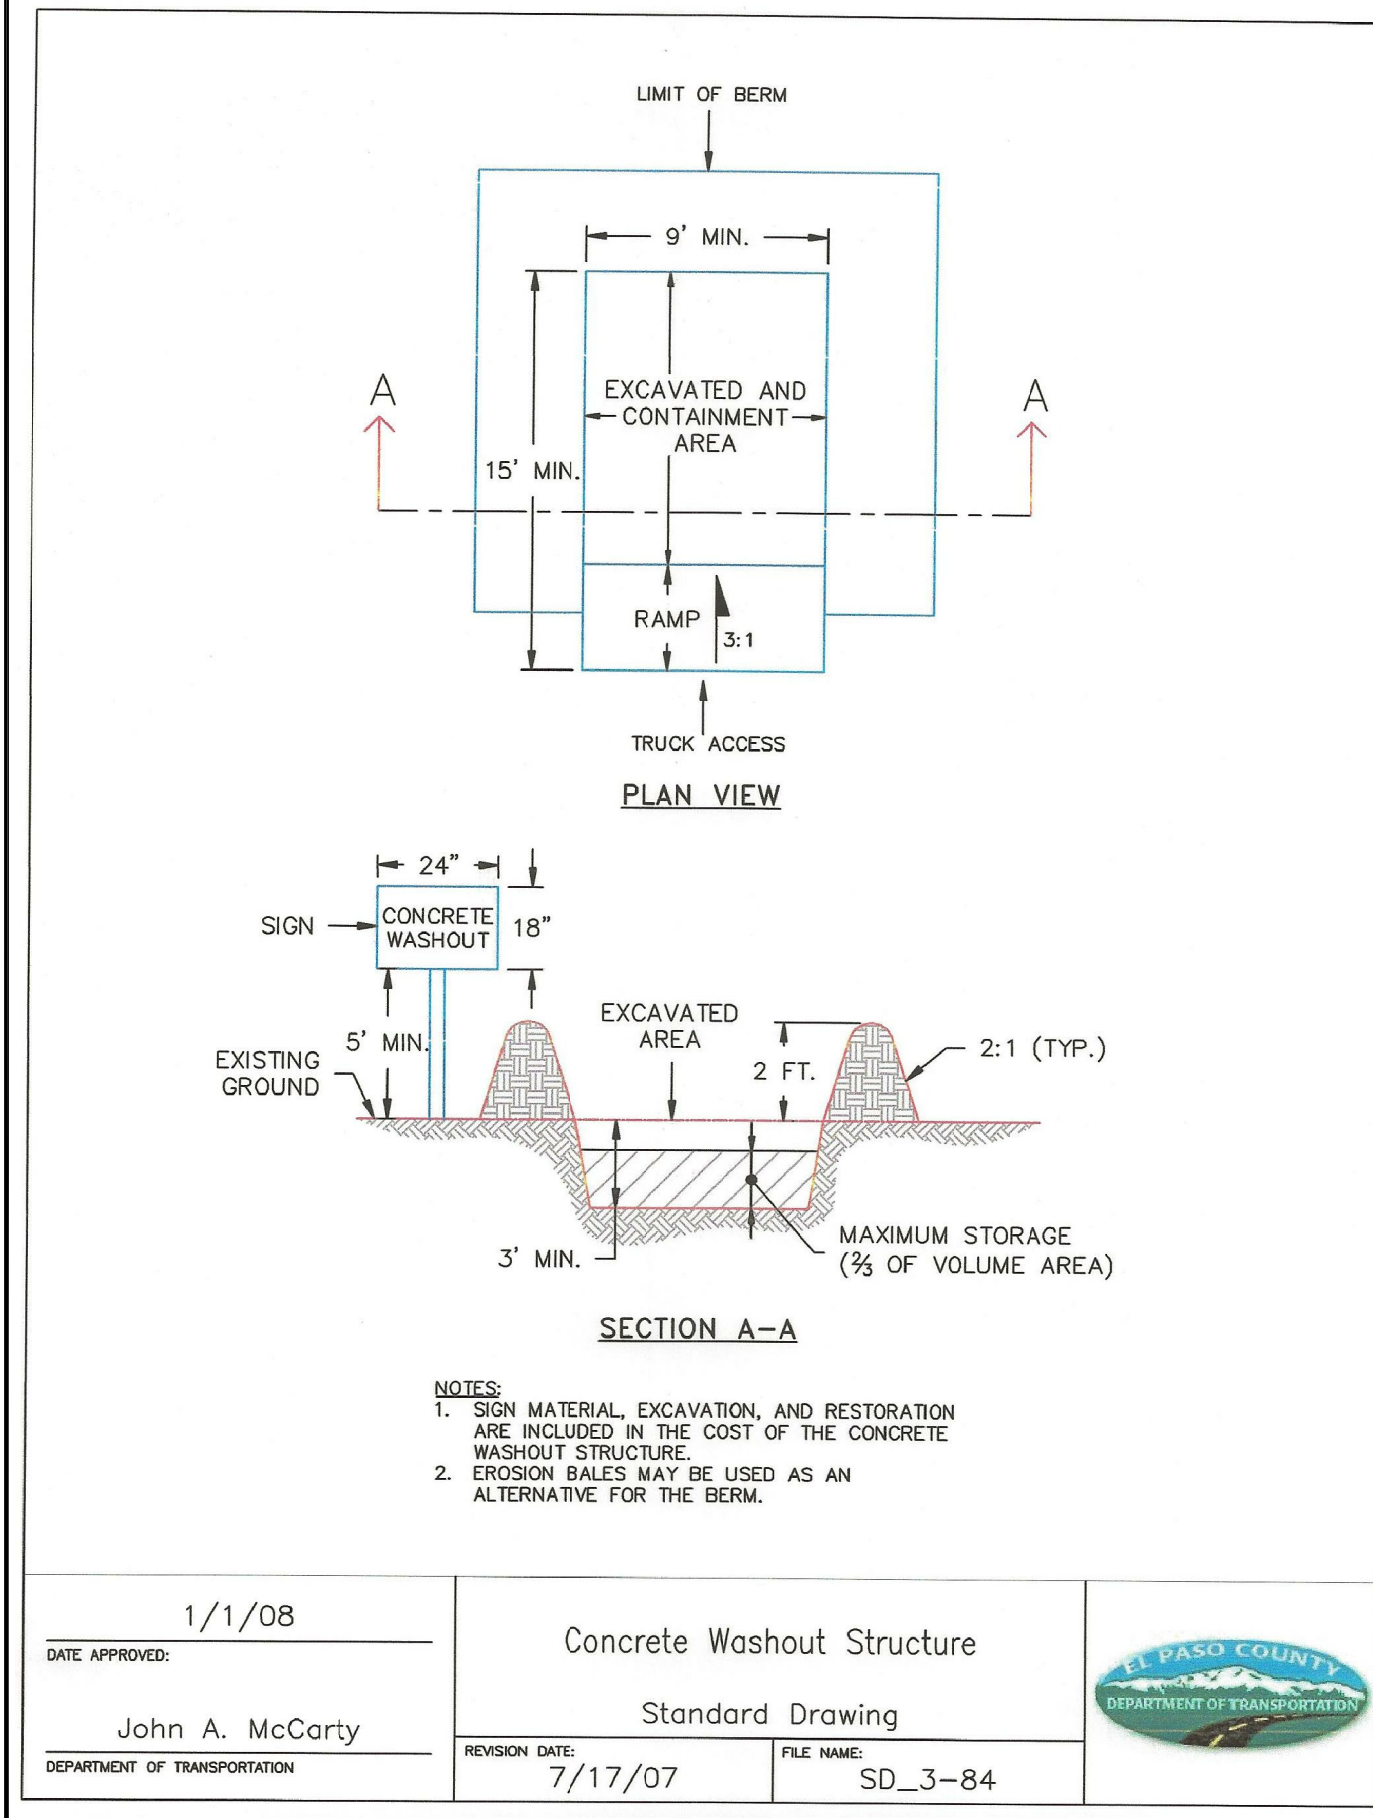 LIMIT OF BERM
9' MIN.
A
A
EXCAVATED AND
CONTAINMENT
AREA
15' MIN.
RAMP
3:1
TRUCK ACCESS
PLAN VIEW
24”
SIGN
CONCRETE
WASHOUT
18”
EXCAVATED
AREA
5' MIN.
2:1 (TYP.)
EXISTING
GROUND
2 FT.
3' MIN.
MAXIMUM STORAGE
(⅔ OF VOLUME AREA)
SECTION A-A
NOTES:
1. SIGN MATERIAL, EXCAVATION, AND RESTORATION
ARE INCLUDED IN THE COST OF THE CONCRETE
WASHOUT STRUCTURE.
2. EROSION BALES MAY BE USED AS AN
ALTERNATIVE FOR THE BERM.
1/1/08
DATE APPROVED:
John A. McCarty
DEPARTMENT OF TRANSPORTATION
Concrete Washout Structure
Standard Drawing
REVISION DATE:
7/17/07
FILE NAME:
SD_3-84
EL PASO COUNTY
DEPARTMENT OF TRANSPORTATION